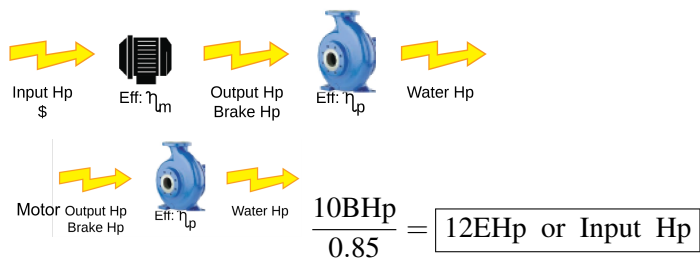 Input Hp
$
Eff: ηm
Output Hp
Brake Hp
Eff: ηp
Water Hp
Motor
Output Hp
Brake Hp
Eff: ηp
Water Hp
10BHp
0.85
= 12EHp or Input Hp